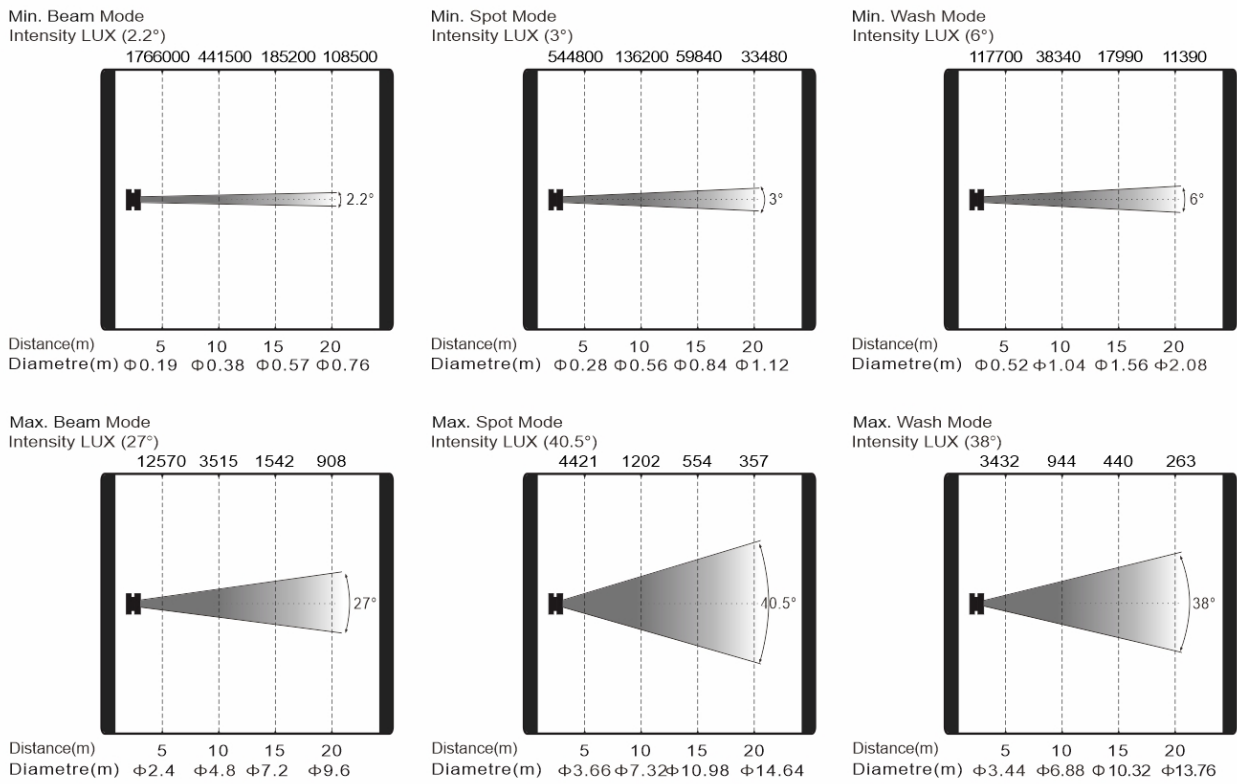 Min. Beam Mode
Intensity LUX (2.2°)
1766000 441500 185200 108500
2.2°
Distance(m) 5 10 15 20
Diametre(m) Φ0.19 Φ0.38 Φ0.57 Φ0.76
Min. Spot Mode
Intensity LUX (3°)
544800 136200 59840 33480
3°
Distance(m) 5 10 15 20
Diametre(m) Φ0.28 Φ0.56 Φ0.84 Φ1.12
Min. Wash Mode
Intensity LUX (6°)
117700 38340 17990 11390
6°
Distance(m) 5 10 15 20
Diametre(m) Φ0.52 Φ1.04 Φ1.56 Φ2.08
Max. Beam Mode
Intensity LUX (27°)
12570 3515 1542 908
27°
Distance(m) 5 10 15 20
Diametre(m) Φ2.4 Φ4.8 Φ7.2 Φ9.6
Max. Spot Mode
Intensity LUX (40.5°)
4421 1202 554 357
40.5°
Distance(m) 5 10 15 20
Diametre(m) Φ3.66 Φ7.32 Φ10.98 Φ14.64
Max. Wash Mode
Intensity LUX (38°)
3432 944 440 263
38°
Distance(m) 5 10 15 20
Diametre(m) Φ3.44 Φ6.88 Φ10.32 Φ13.76